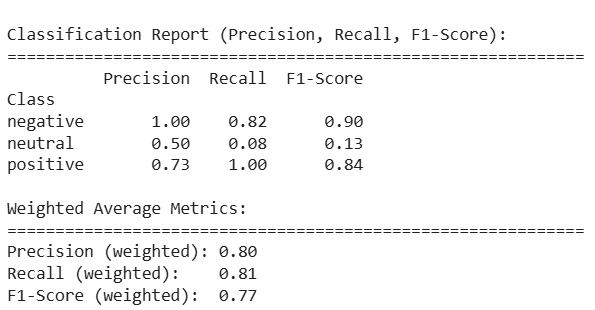 Classification Report (Precision, Recall, F1-Score):
============================================================
Precision Recall F1-Score
Class
negative 1.00 0.82 0.90
neutral 0.50 0.08 0.13
positive 0.73 1.00 0.84
Weighted Average Metrics:
============================================================
Precision (weighted): 0.80
Recall (weighted): 0.81
F1-Score (weighted): 0.77